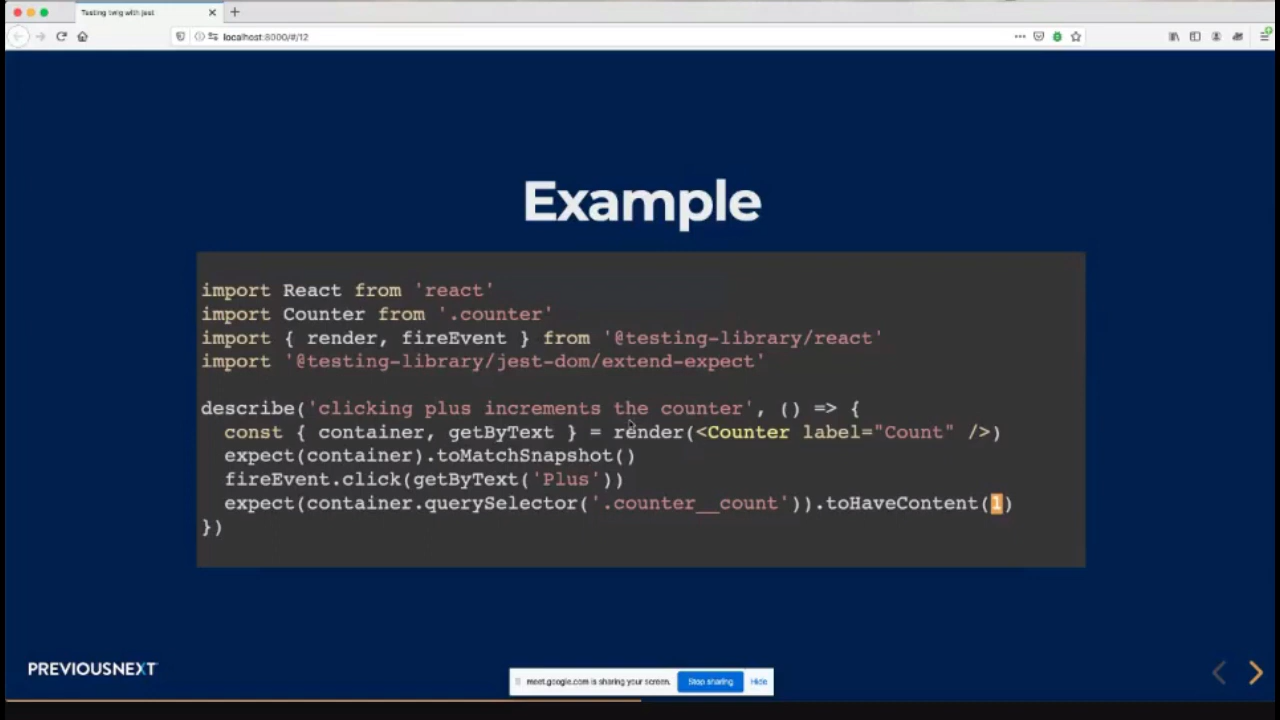 Testing twig with jest
localhost:8000/#/12
Example
import React from 'react'
import Counter from '.counter'
import { render, fireEvent } from '@testing-library/react'
import '@testing-library/jest-dom/extend-expect'
describe('clicking plus increments the counter', () => {
  const { container, getByText } = render(<Counter label="Count" />)
  expect(container).toMatchSnapshot()
  fireEvent.click(getByText('Plus'))
  expect(container.querySelector('.counter__count')).toHaveContent(1)
})
PREVIOUSNEXT
meet.google.com is sharing your screen. Stop sharing Hide